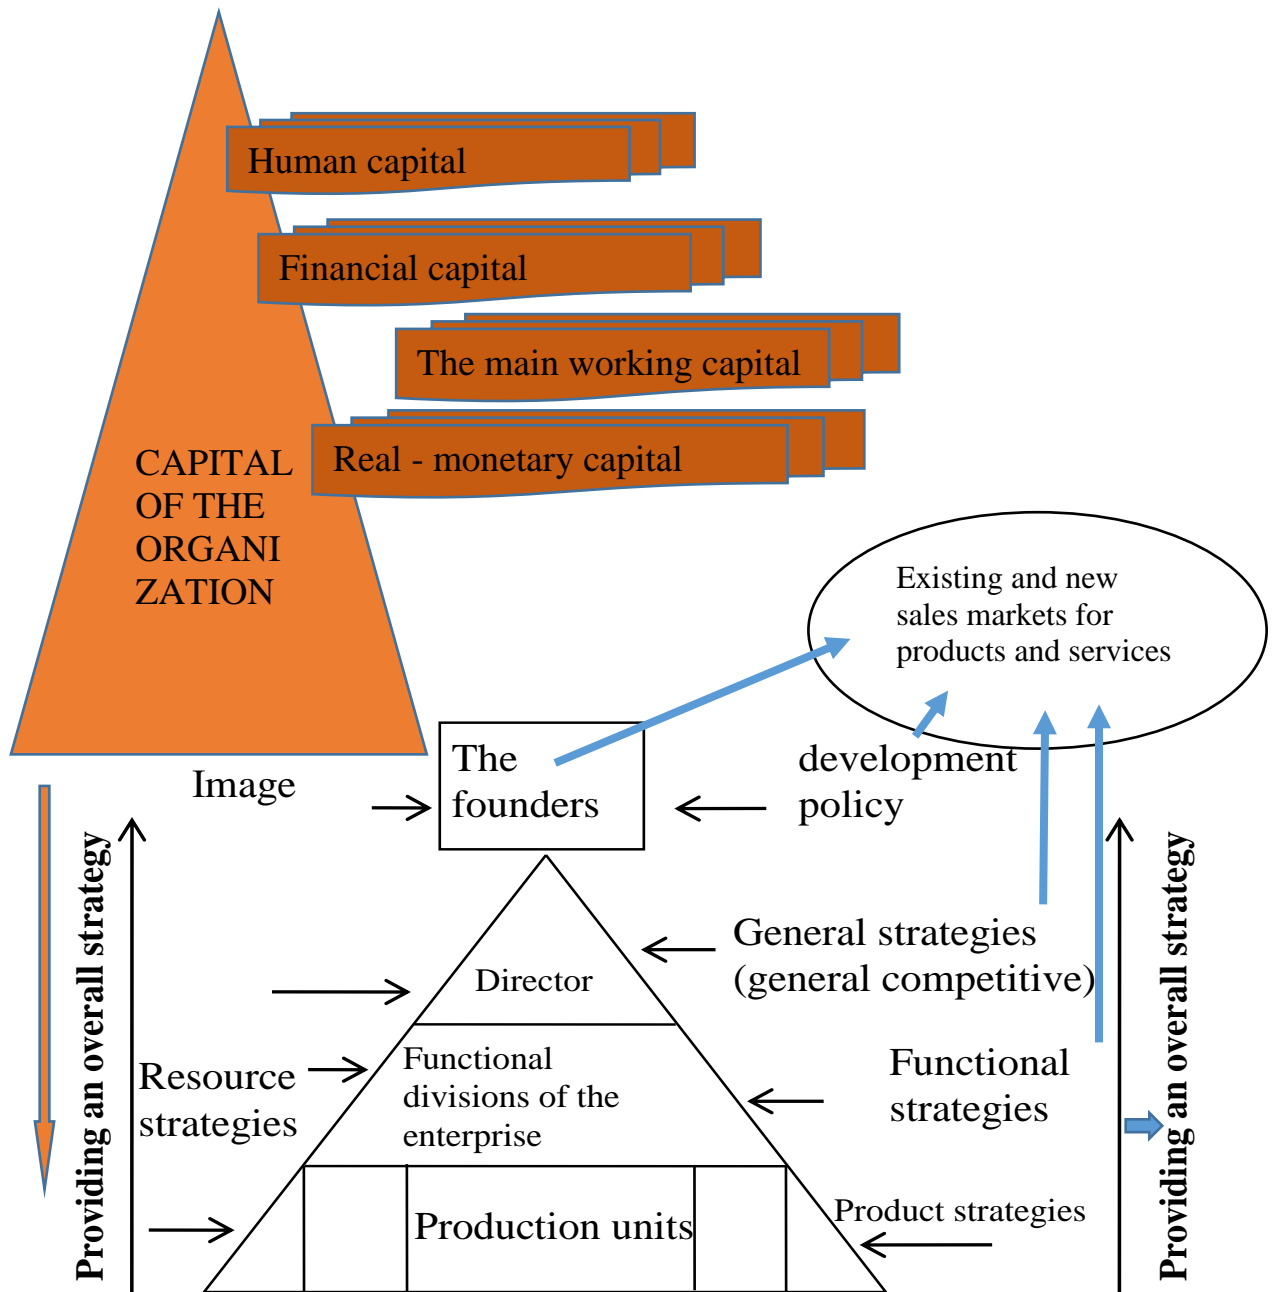 Human capital
Financial capital
The main working capital
Real - monetary capital
CAPITAL
OF THE
ORGANI
ZATION
Existing and new
sales markets for
products and services
Image
The
founders
development
policy
Providing an overall strategy
General strategies
(general competitive)
Director
Resource
strategies
Functional
divisions of the
enterprise
Functional
strategies
Production units
Product strategies
Providing an overall strategy